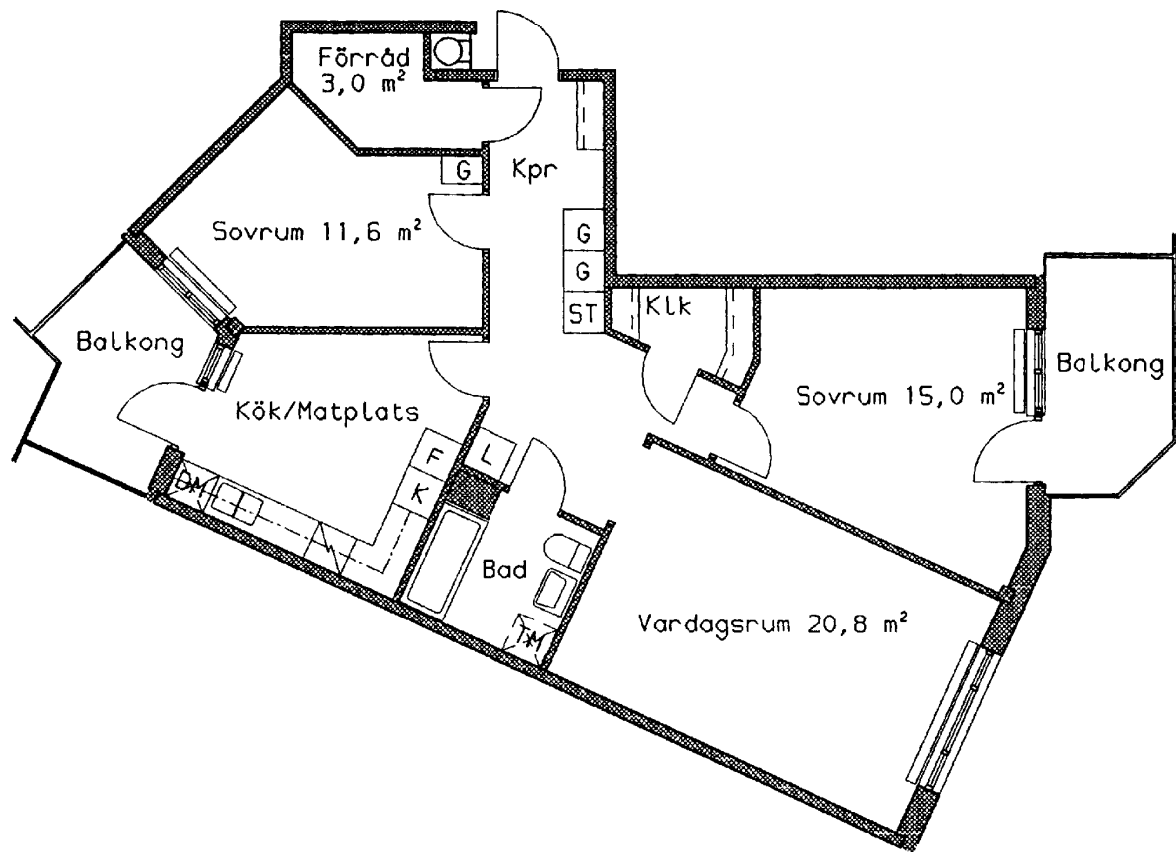 Förråd
3,0 m²
Kpr
G
Sovrum 11,6 m²
G
G
ST
Klk
Balkong
Balkong
Sovrum 15,0 m²
Kök/Matplats
F
L
K
DM
Bad
Vardagsrum 20,8 m²
TM